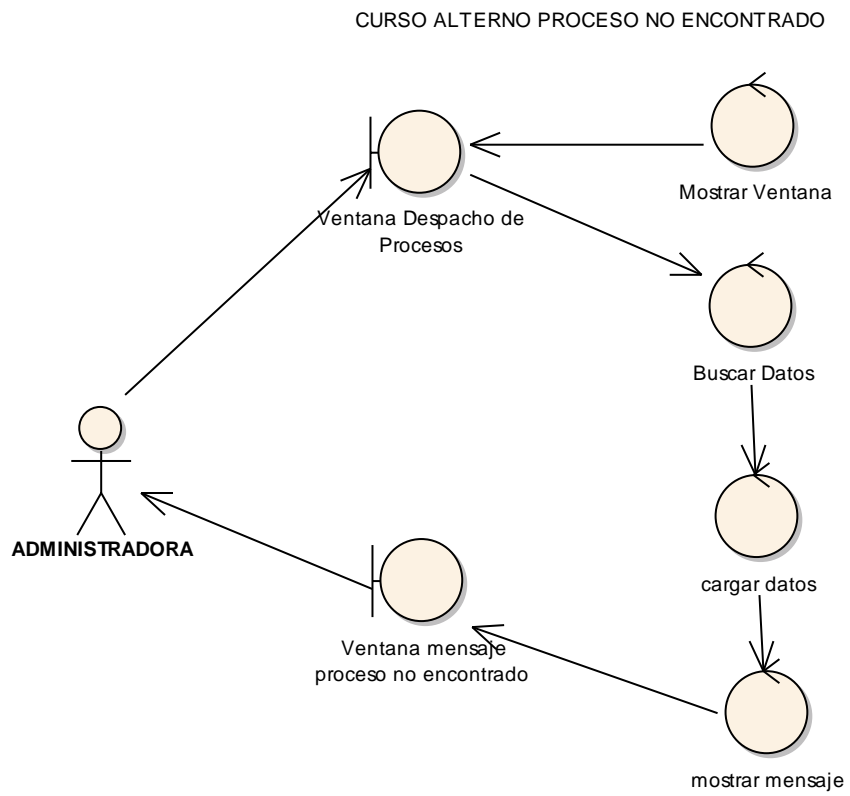 CURSO ALTERNO PROCESO NO ENCONTRADO
Mostrar Ventana
Ventana Despacho de
Procesos
Buscar Datos
ADMINISTRADORA
cargar datos
Ventana mensaje
proceso no encontrado
mostrar mensaje